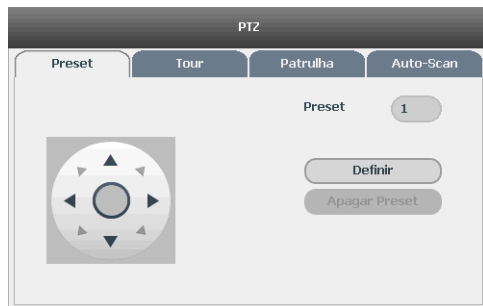 PTZ
Preset Tour Patrulha Auto-Scan
Preset 1
Definir
Apagar Preset